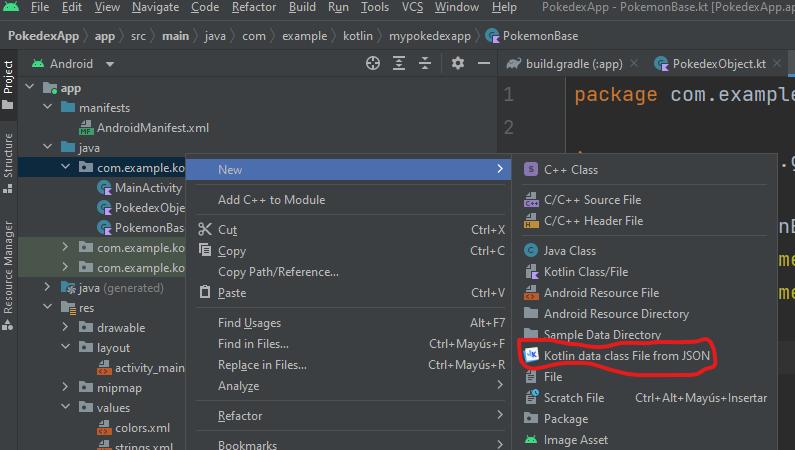 File Edit View Navigate Code Refactor Build Run Tools VCS Window Help PokedexApp - PokemonBase.kt [PokedexApp.ap
PokedexApp app src main java com example kotlin mypokedexapp PokemonBase
Project
Structure
Resource Manager
Android
app
manifests
AndroidManifest.xml
java
com.example.ko
MainActivity
PokedexObje
PokemonBas
com.example.ko
com.example.ko
java (generated)
res
drawable
layout
activity_main
mipmap
values
colors.xml
strings.xml
New
Add C++ to Module
Cut Ctrl+X
Copy Ctrl+C
Copy Path/Reference...
Paste Ctrl+V
Find Usages Alt+F7
Find in Files... Ctrl+Mayús+F
Replace in Files... Ctrl+Mayús+R
Analyze
Refactor
Bookmarks
C++ Class
C/C++ Source File
C/C++ Header File
Java Class
Kotlin Class/File
Android Resource File
Android Resource Directory
Sample Data Directory
Kotlin data class File from JSON
File
Scratch File Ctrl+Alt+Mayús+Insertar
Package
Image Asset
build.gradle (:app) PokedexObject.kt
1 package com.example
2